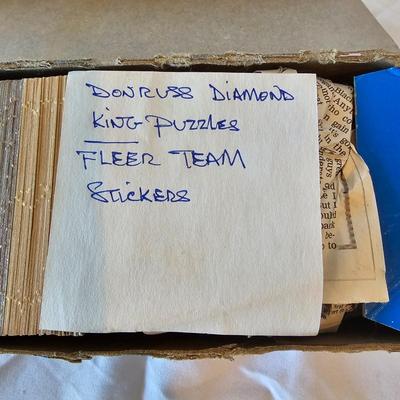 DONRUSS DIAMOND
KING PUZZLES
FLEER TEAM
STICKERS